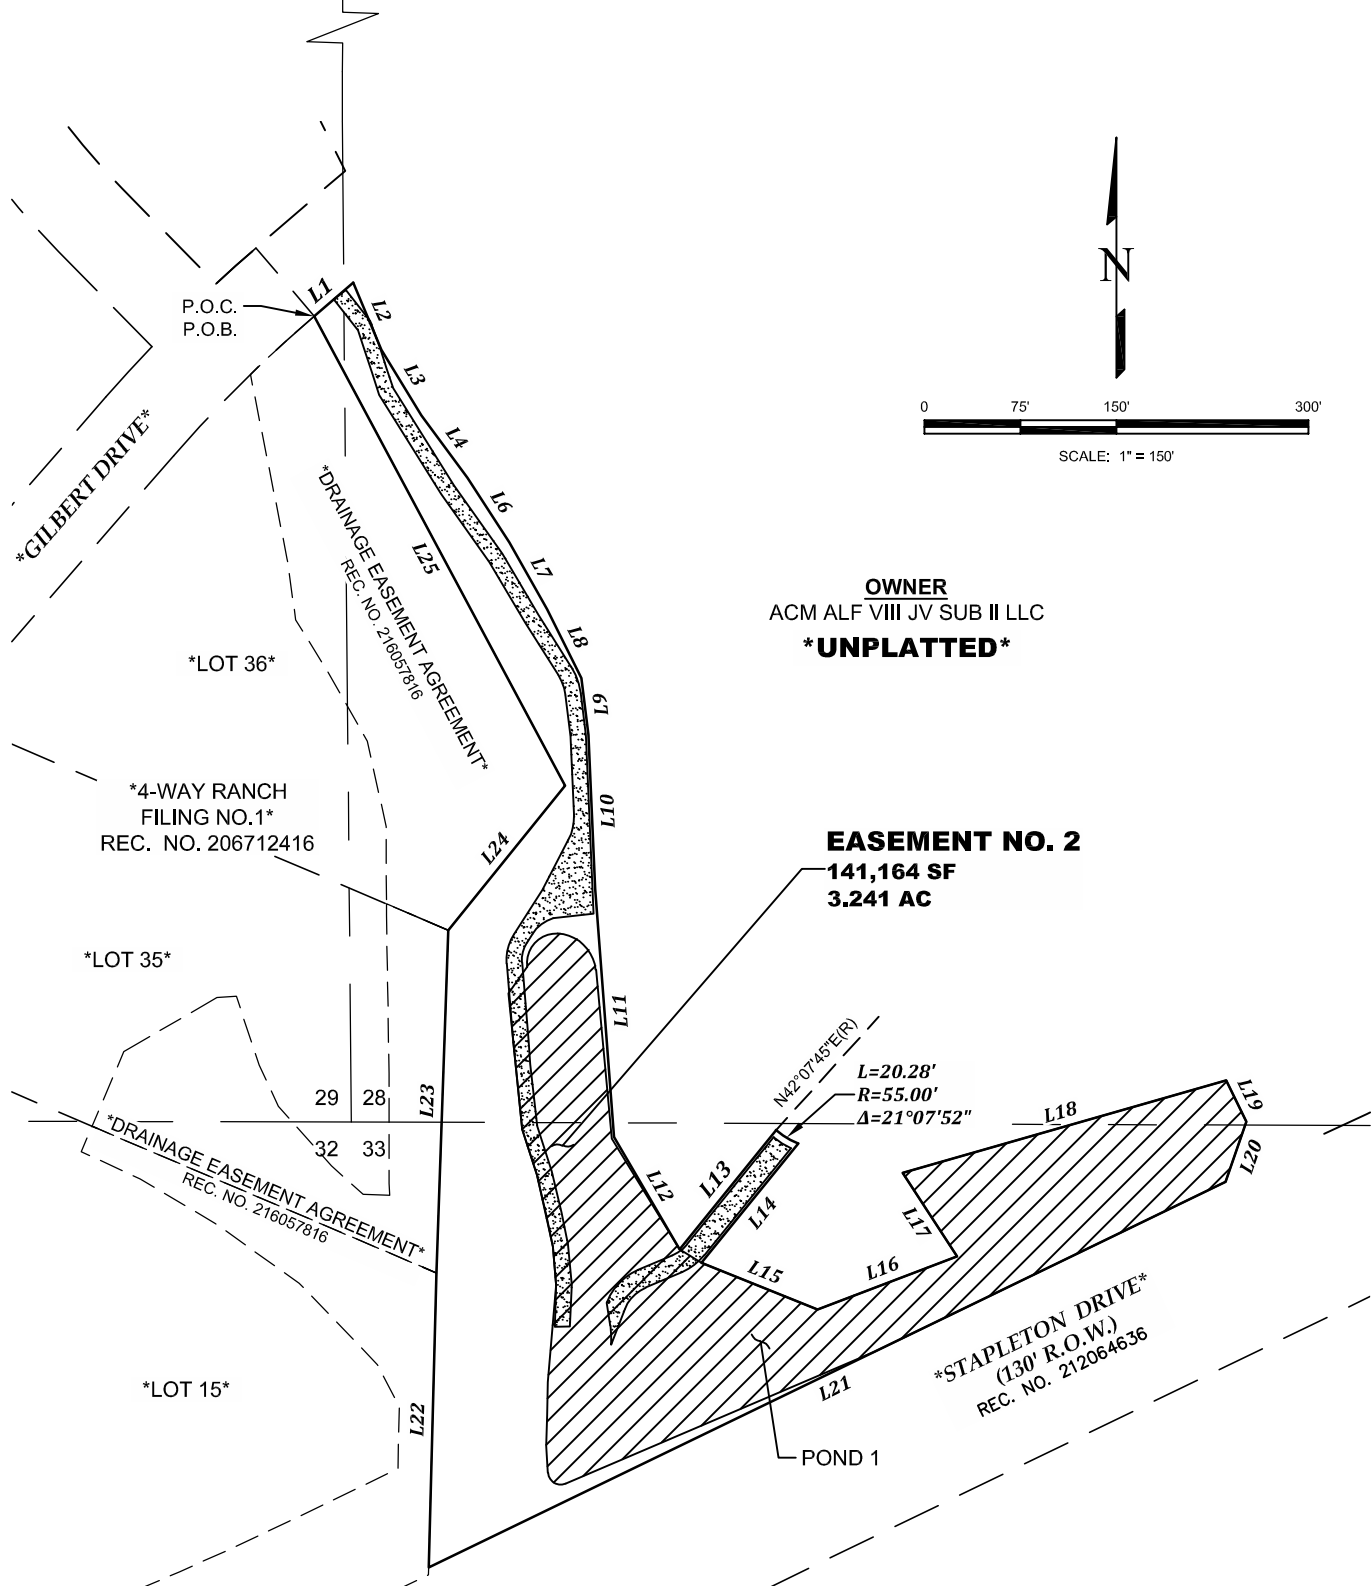 L1
P.O.C.
P.O.B.
L2
L3
L4
L6
L7
L8
L9
L10
L11
L12
L13
L14
L15
L16
L17
L18
L19
L20
L21
L22
L23
L24
L25
N
0 75' 150' 300'
SCALE: 1" = 150'
*GILBERT DRIVE*
*DRAINAGE EASEMENT AGREEMENT*
REC. NO. 216057816
OWNER
ACM ALF VIII JV SUB II LLC
*UNPLATTED*
*LOT 36*
*4-WAY RANCH
FILING NO.1*
REC. NO. 206712416
EASEMENT NO. 2
141,164 SF
3.241 AC
*LOT 35*
N42°07'45"E(R)
L=20.28'
R=55.00'
Δ=21°07'52"
29 28
32 33
*DRAINAGE EASEMENT AGREEMENT*
REC. NO. 216057816
*STAPLETON DRIVE*
(130' R.O.W.)
REC. NO. 212064636
*LOT 15*
POND 1